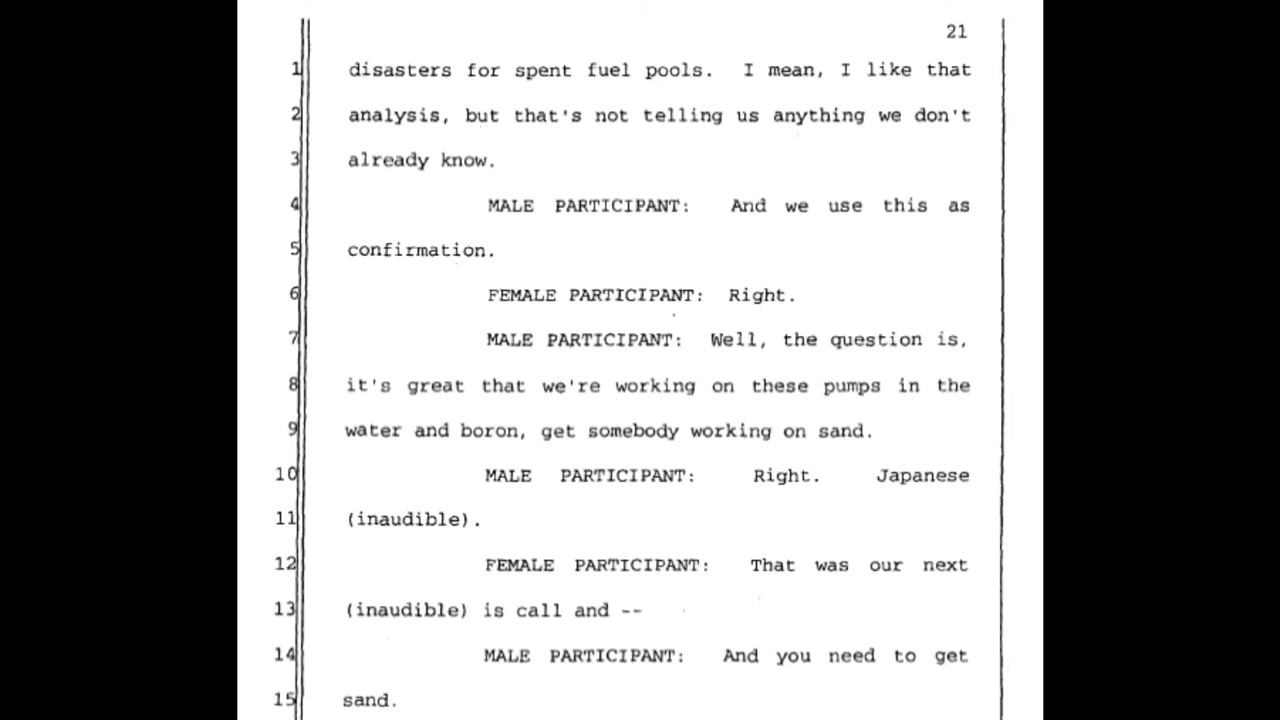 21
1 disasters for spent fuel pools. I mean, I like that
2 analysis, but that's not telling us anything we don't
3 already know.
4 MALE PARTICIPANT: And we use this as
5 confirmation.
6 FEMALE PARTICIPANT: Right.
7 MALE PARTICIPANT: Well, the question is,
8 it's great that we're working on these pumps in the
9 water and boron, get somebody working on sand.
10 MALE PARTICIPANT: Right. Japanese
11 (inaudible).
12 FEMALE PARTICIPANT: That was our next
13 (inaudible) is call and --
14 MALE PARTICIPANT: And you need to get
15 sand.